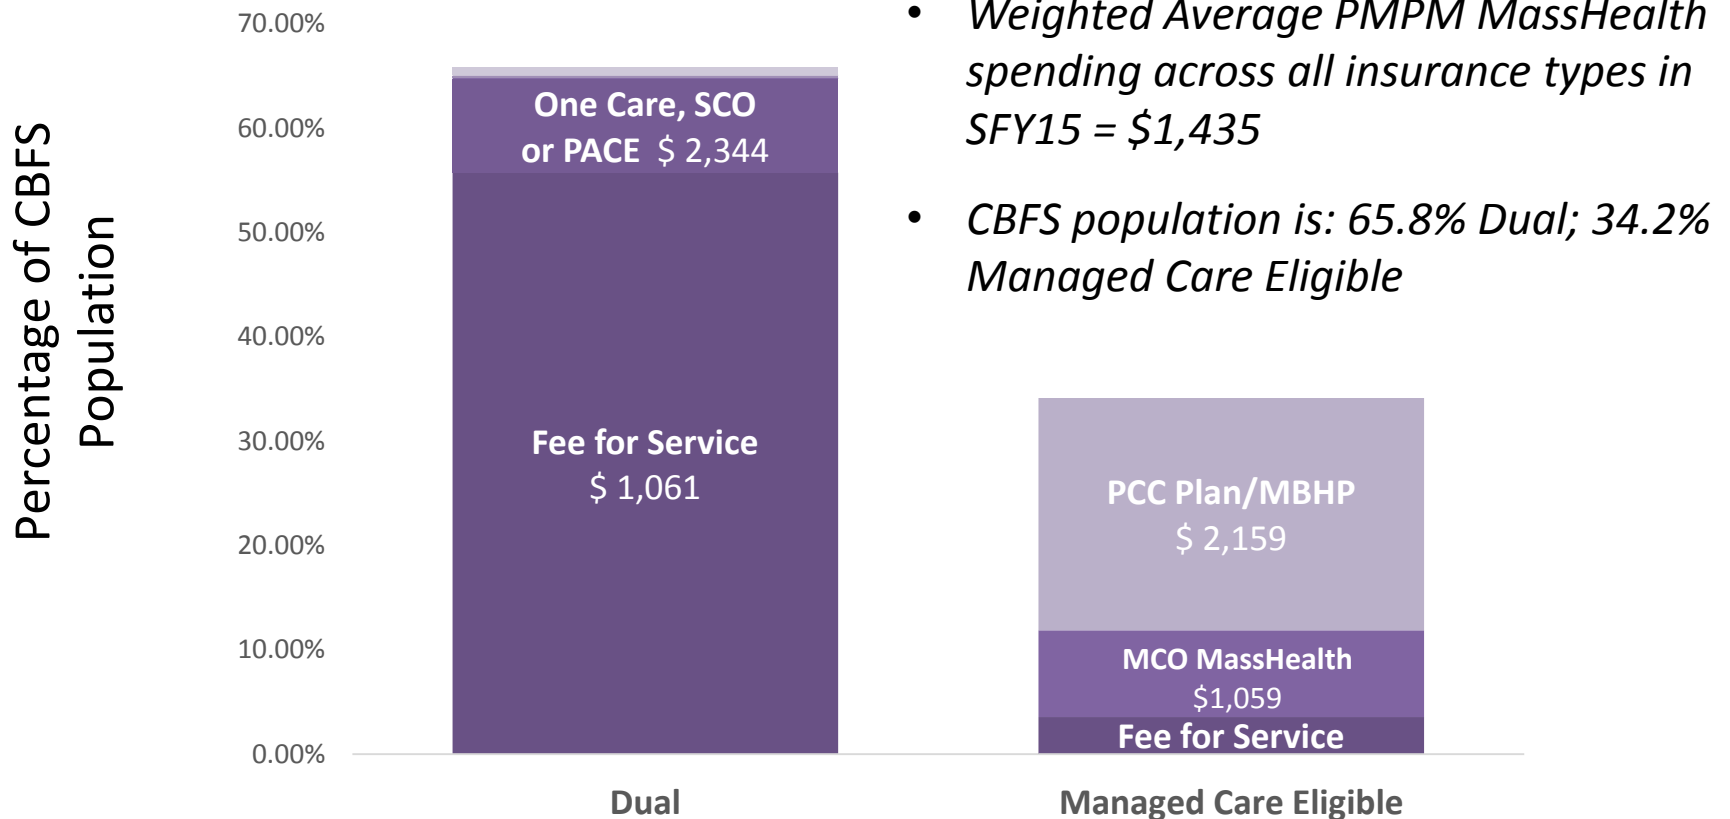 • Weighted Average PMPM MassHealth
spending across all insurance types in
SFY15 = $1,435
• CBFS population is: 65.8% Dual; 34.2%
Managed Care Eligible
Percentage of CBFS
Population
70.00%
60.00%
50.00%
40.00%
30.00%
20.00%
10.00%
0.00%
One Care, SCO
or PACE $ 2,344
Fee for Service
$ 1,061
PCC Plan/MBHP
$ 2,159
MCO MassHealth
$1,059
Fee for Service
Dual
Managed Care Eligible